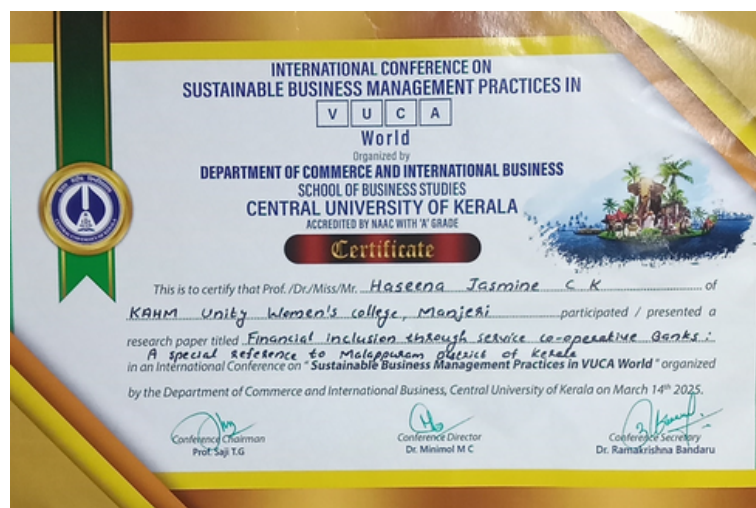 INTERNATIONAL CONFERENCE ON
SUSTAINABLE BUSINESS MANAGEMENT PRACTICES IN
V U C A
World
Organized by
DEPARTMENT OF COMMERCE AND INTERNATIONAL BUSINESS
SCHOOL OF BUSINESS STUDIES
CENTRAL UNIVERSITY OF KERALA
ACCREDITED BY NAAC WITH 'A' GRADE
Certificate
This is to certify that Prof./Dr./Miss/Mr. Haseena Jasmine C K of
KAHM Unity Women's college, Manjeri participated / presented a
research paper titled Financial inclusion through service co-operative Banks:
A special reference to Malappuram district of Kerala
in an International Conference on "Sustainable Business Management Practices in VUCA World" organized
by the Department of Commerce and International Business, Central University of Kerala on March 14th 2025.
Conference Chairman
Prof. Saji T.G
Conference Director
Dr. Minimol M C
Conference Secretary
Dr. Ramakrishna Bandaru
CENTRAL UNIVERSITY OF KERALA